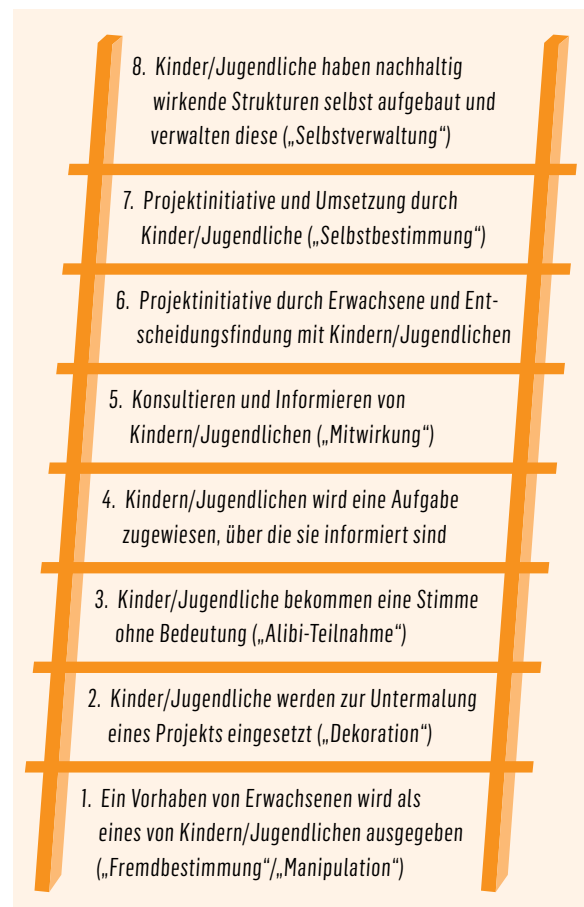 8. Kinder/Jugendliche haben nachhaltig
wirkende Strukturen selbst aufgebaut und
verwalten diese („Selbstverwaltung“)
7. Projektinitiative und Umsetzung durch
Kinder/Jugendliche („Selbstbestimmung“)
6. Projektinitiative durch Erwachsene und Ent-
scheidungsfindung mit Kindern/Jugendlichen
5. Konsultieren und Informieren von
Kindern/Jugendlichen („Mitwirkung“)
4. Kindern/Jugendlichen wird eine Aufgabe
zugewiesen, über die sie informiert sind
3. Kinder/Jugendliche bekommen eine Stimme
ohne Bedeutung („Alibi-Teilnahme“)
2. Kinder/Jugendliche werden zur Untermalung
eines Projekts eingesetzt („Dekoration“)
1. Ein Vorhaben von Erwachsenen wird als
eines von Kindern/Jugendlichen ausgegeben
(„Fremdbestimmung“/„Manipulation“)